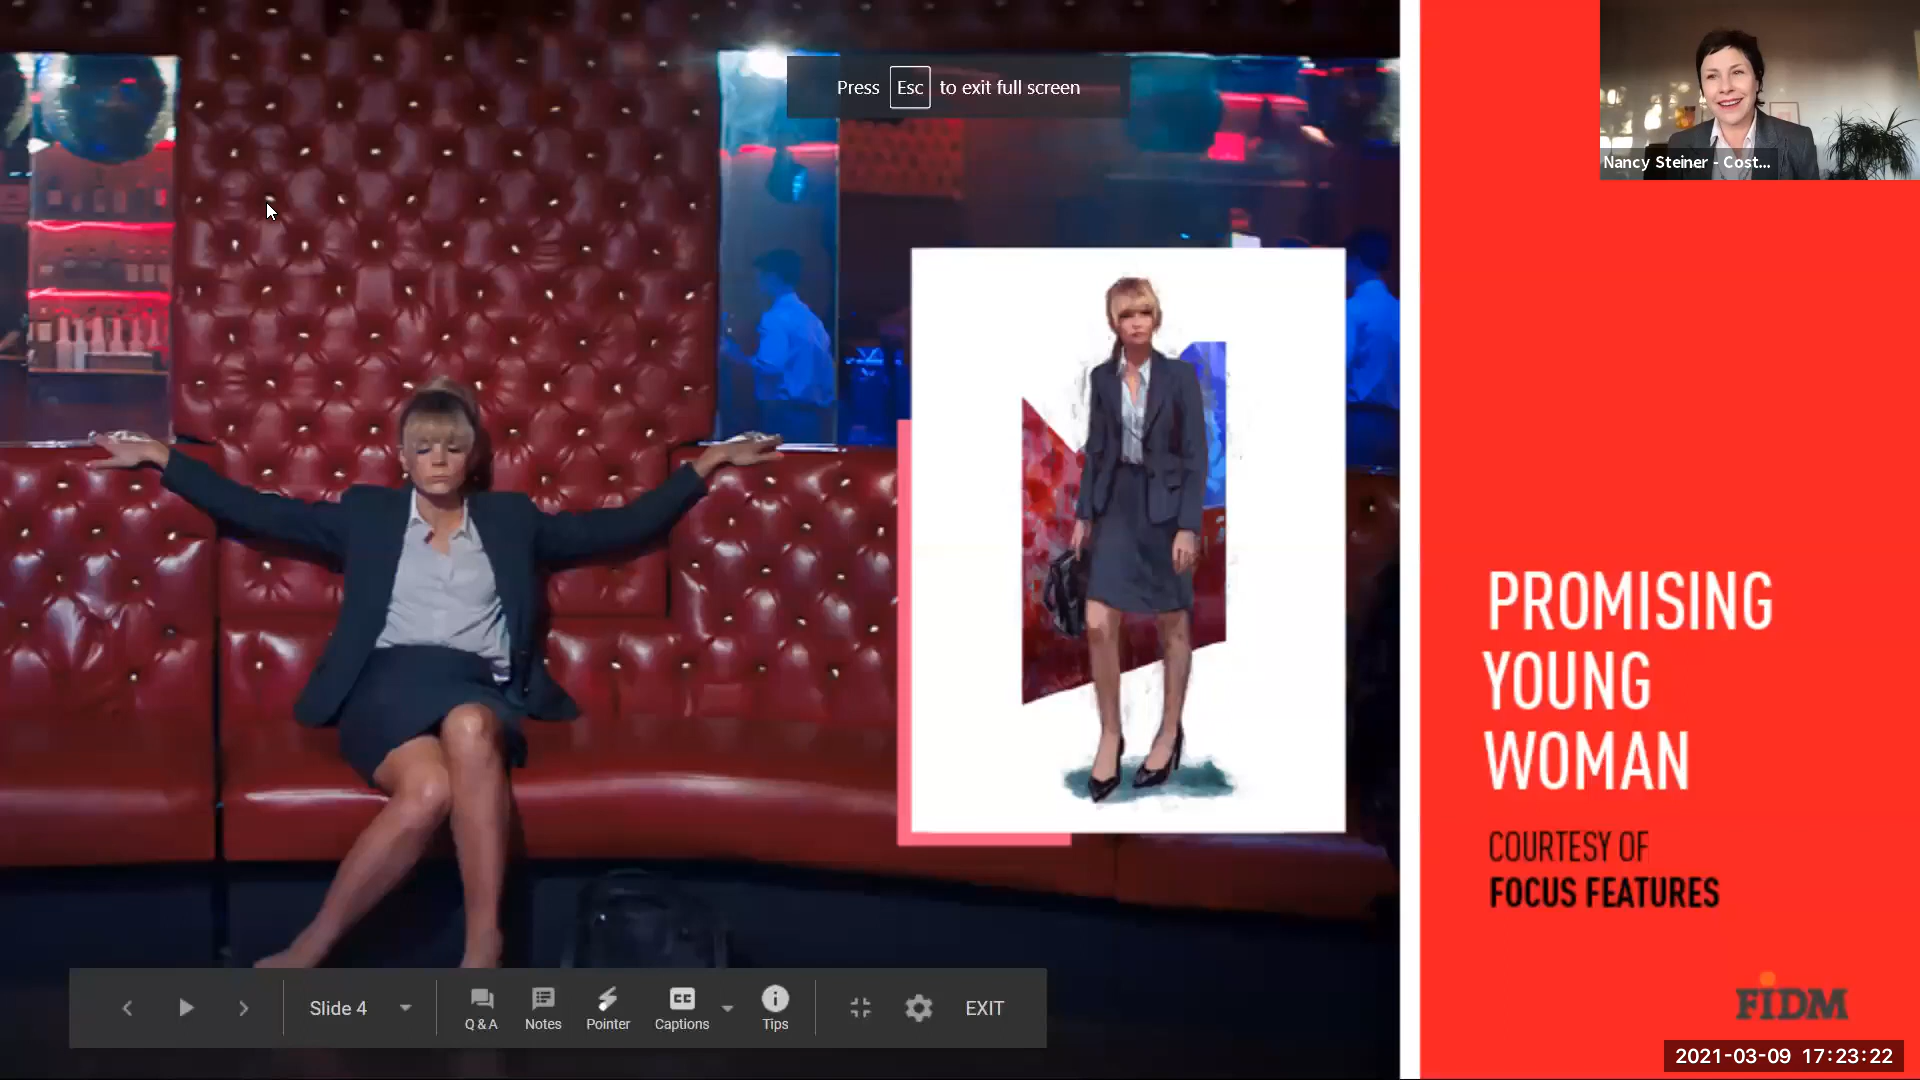 Press Esc to exit full screen
Nancy Steiner - Cost...
PROMISING
YOUNG
WOMAN
COURTESY OF
FOCUS FEATURES
FIDM
Slide 4
Q & A
Notes
Pointer
CC
Captions
Tips
EXIT
2021-03-09 17:23:22